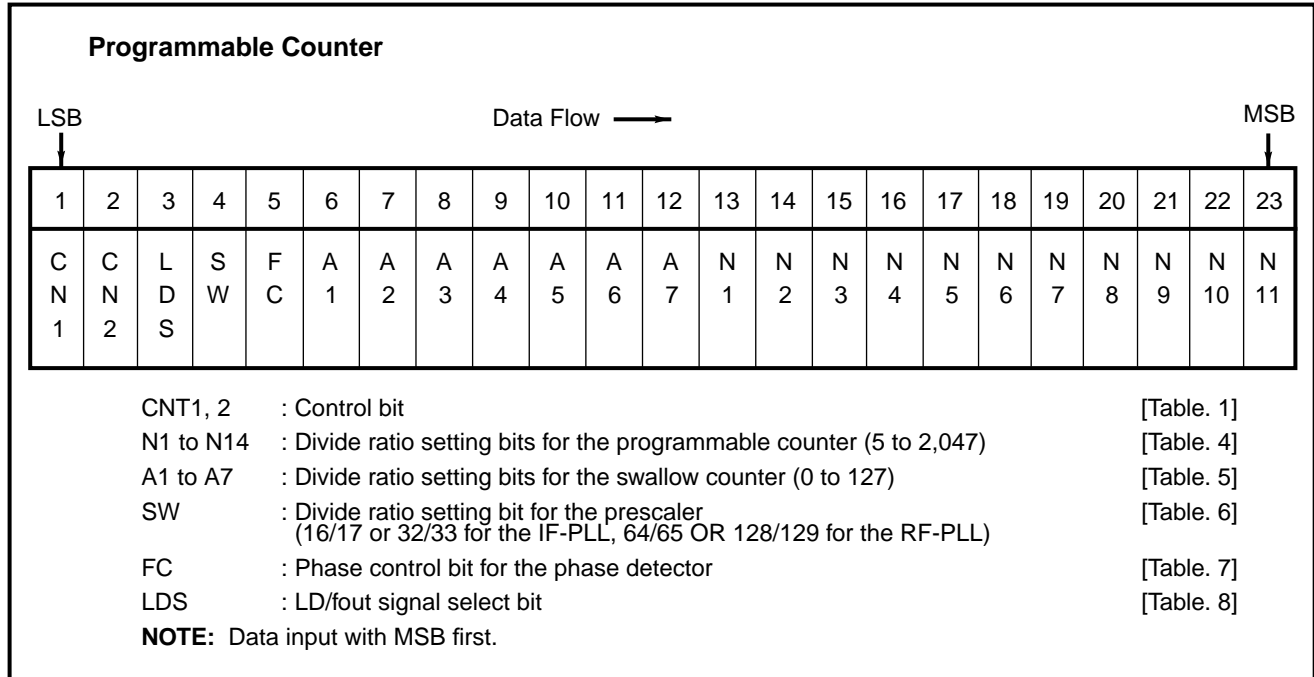 Programmable Counter
LSB Data Flow MSB
1 2 3 4 5 6 7 8 9 10 11 12 13 14 15 16 17 18 19 20 21 22 23
C C L S F A A A A A A A N N N N N N N N N N N
N N D W C 1 2 3 4 5 6 7 1 2 3 4 5 6 7 8 9 10 11
1 2 S
CNT1, 2 : Control bit [Table. 1]
N1 to N14 : Divide ratio setting bits for the programmable counter (5 to 2,047) [Table. 4]
A1 to A7 : Divide ratio setting bits for the swallow counter (0 to 127) [Table. 5]
SW : Divide ratio setting bit for the prescaler [Table. 6]
(16/17 or 32/33 for the IF-PLL, 64/65 OR 128/129 for the RF-PLL)
FC : Phase control bit for the phase detector [Table. 7]
LDS : LD/fout signal select bit [Table. 8]
NOTE: Data input with MSB first.